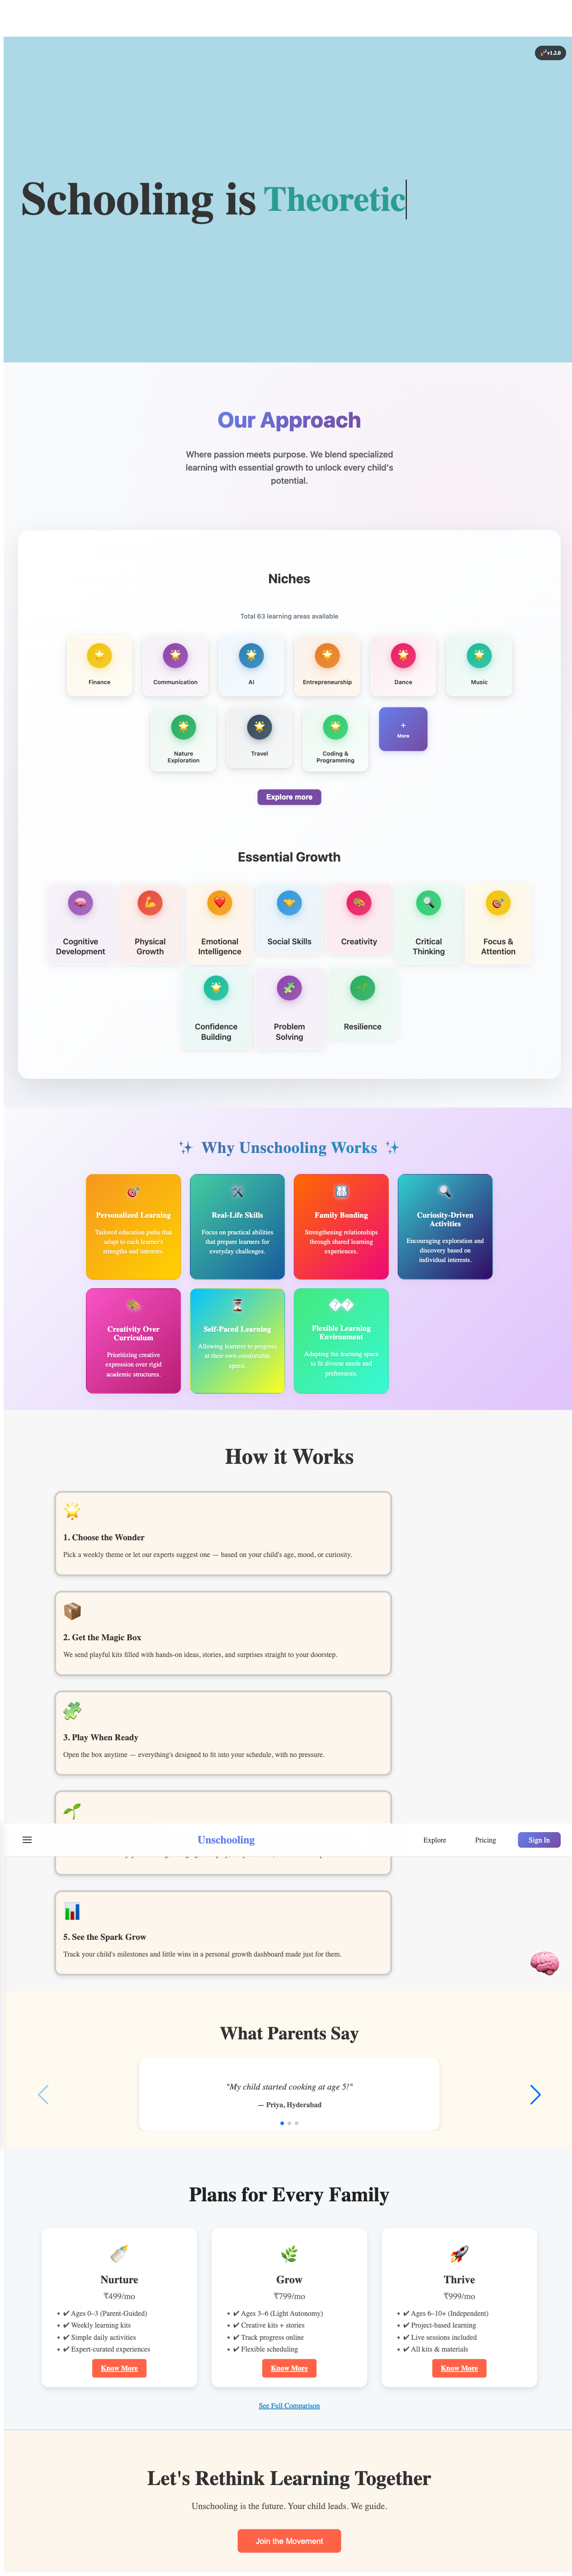 v1.2.0
Schooling is Theoretic
Our Approach
Where passion meets purpose. We blend specialized
learning with essential growth to unlock every child's
potential.
Niches
Total 63 learning areas available
Finance
Communication
AI
Entrepreneurship
Dance
Music
Nature
Exploration
Travel
Coding &
Programming
+
More
Explore more
Essential Growth
Cognitive
Development
Physical
Growth
Emotional
Intelligence
Social Skills
Creativity
Critical
Thinking
Focus &
Attention
Confidence
Building
Problem
Solving
Resilience
Why Unschooling Works
Personalized Learning
Tailored education paths that
adapt to each learner's
strengths and interests.
Real-Life Skills
Focus on practical abilities
that prepare learners for
everyday challenges.
Family Bonding
Strengthening relationships
through shared learning
experiences.
Curiosity-Driven
Activities
Encouraging exploration and
discovery based on
individual interests.
Creativity Over
Curriculum
Prioritizing creative
expression over rigid
academic structures.
Self-Paced Learning
Allowing learners to progress
at their own comfortable
speed.
Flexible Learning
Environment
Adapting the learning space
to fit diverse needs and
preferences.
How it Works
1. Choose the Wonder
Pick a weekly theme or let our experts suggest one — based on your child's age, mood, or curiosity.
2. Get the Magic Box
We send playful kits filled with hands-on ideas, stories, and surprises straight to your doorstep.
3. Play When Ready
Open the box anytime — everything's designed to fit into your schedule, with no pressure.
Unschooling
Explore
Pricing
Sign In
5. See the Spark Grow
Track your child's milestones and little wins in a personal growth dashboard made just for them.
What Parents Say
"My child started cooking at age 5!"
— Priya, Hyderabad
Plans for Every Family
Nurture
₹499/mo
• ✔ Ages 0–3 (Parent-Guided)
• ✔ Weekly learning kits
• ✔ Simple daily activities
• ✔ Expert-curated experiences
Know More
Grow
₹799/mo
• ✔ Ages 3–6 (Light Autonomy)
• ✔ Creative kits + stories
• ✔ Track progress online
• ✔ Flexible scheduling
Know More
Thrive
₹999/mo
• ✔ Ages 6–10+ (Independent)
• ✔ Project-based learning
• ✔ Live sessions included
• ✔ All kits & materials
Know More
See Full Comparison
Let's Rethink Learning Together
Unschooling is the future. Your child leads. We guide.
Join the Movement